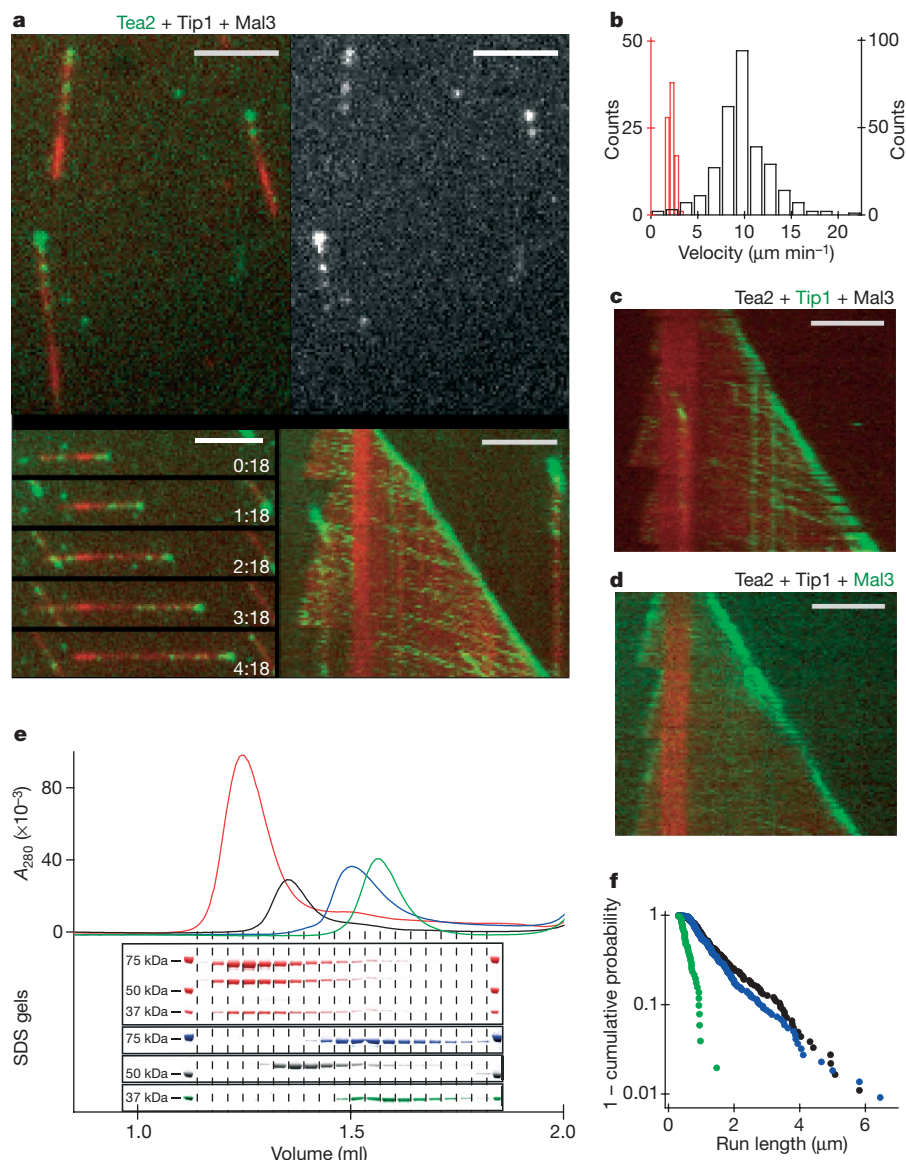 a
Tea2 + Tip1 + Mal3
0:18
1:18
2:18
3:18
4:18
b
50
25
0
Counts
100
50
0
Counts
0 5 10 15 20
Velocity (μm min⁻¹)
c
Tea2 + Tip1 + Mal3
d
Tea2 + Tip1 + Mal3
e
A₂₈₀ (×10⁻³)
80
40
0
SDS gels
75 kDa
50 kDa
37 kDa
75 kDa
50 kDa
37 kDa
1.0 1.5 2.0
Volume (ml)
f
1 – cumulative probability
1
0.1
0.01
0 2 4 6
Run length (μm)